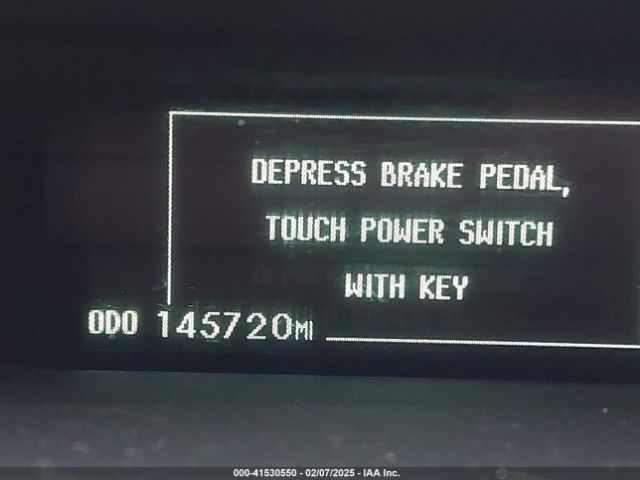 DEPRESS BRAKE PEDAL,
TOUCH POWER SWITCH
WITH KEY
ODO 145720MI
000-41530550 - 02/07/2025 - IAA Inc.